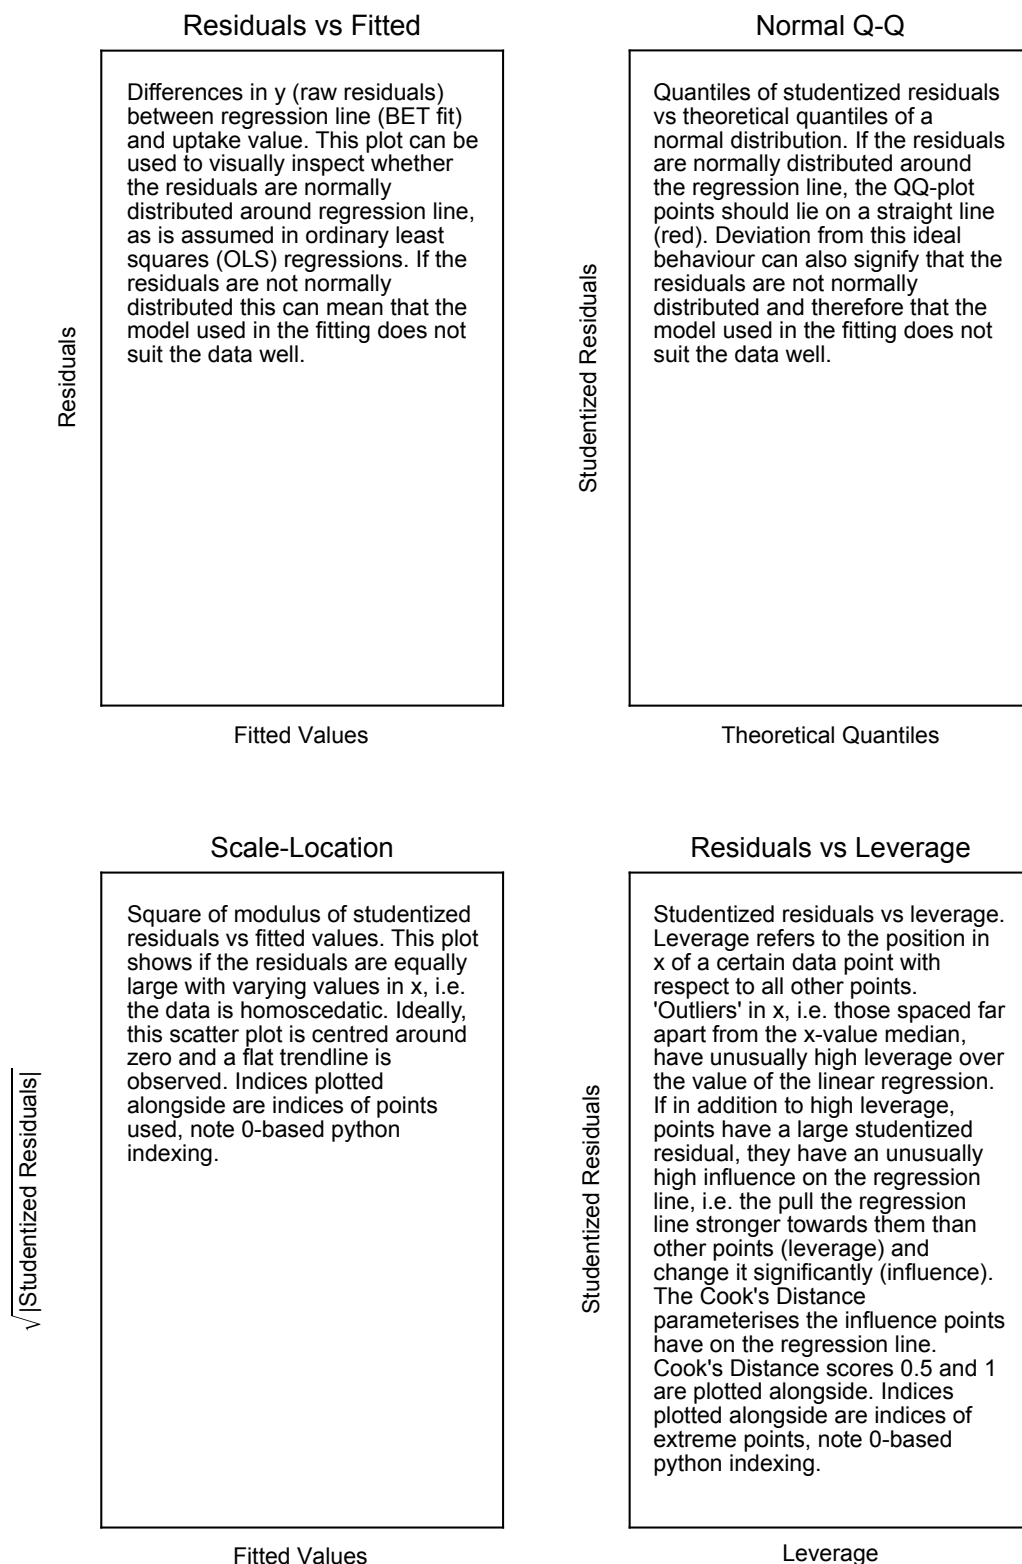 Residuals vs Fitted
Differences in y (raw residuals)
between regression line (BET fit)
and uptake value. This plot can be
used to visually inspect whether
the residuals are normally
distributed around regression line,
as is assumed in ordinary least
squares (OLS) regressions. If the
residuals are not normally
distributed this can mean that the
model used in the fitting does not
suit the data well.
Residuals
Fitted Values
Normal Q-Q
Quantiles of studentized residuals
vs theoretical quantiles of a
normal distribution. If the residuals
are normally distributed around
the regression line, the QQ-plot
points should lie on a straight line
(red). Deviation from this ideal
behaviour can also signify that the
residuals are not normally
distributed and therefore that the
model used in the fitting does not
suit the data well.
Studentized Residuals
Theoretical Quantiles
Scale-Location
Square of modulus of studentized
residuals vs fitted values. This plot
shows if the residuals are equally
large with varying values in x, i.e.
the data is homoscedatic. Ideally,
this scatter plot is centred around
zero and a flat trendline is
observed. Indices plotted
alongside are indices of points
used, note 0-based python
indexing.
√|Studentized Residuals|
Fitted Values
Residuals vs Leverage
Studentized residuals vs leverage.
Leverage refers to the position in
x of a certain data point with
respect to all other points.
'Outliers' in x, i.e. those spaced far
apart from the x-value median,
have unusually high leverage over
the value of the linear regression.
If in addition to high leverage,
points have a large studentized
residual, they have an unusually
high influence on the regression
line, i.e. the pull the regression
line stronger towards them than
other points (leverage) and
change it significantly (influence).
The Cook's Distance
parameterises the influence points
have on the regression line.
Cook's Distance scores 0.5 and 1
are plotted alongside. Indices
plotted alongside are indices of
extreme points, note 0-based
python indexing.
Studentized Residuals
Leverage